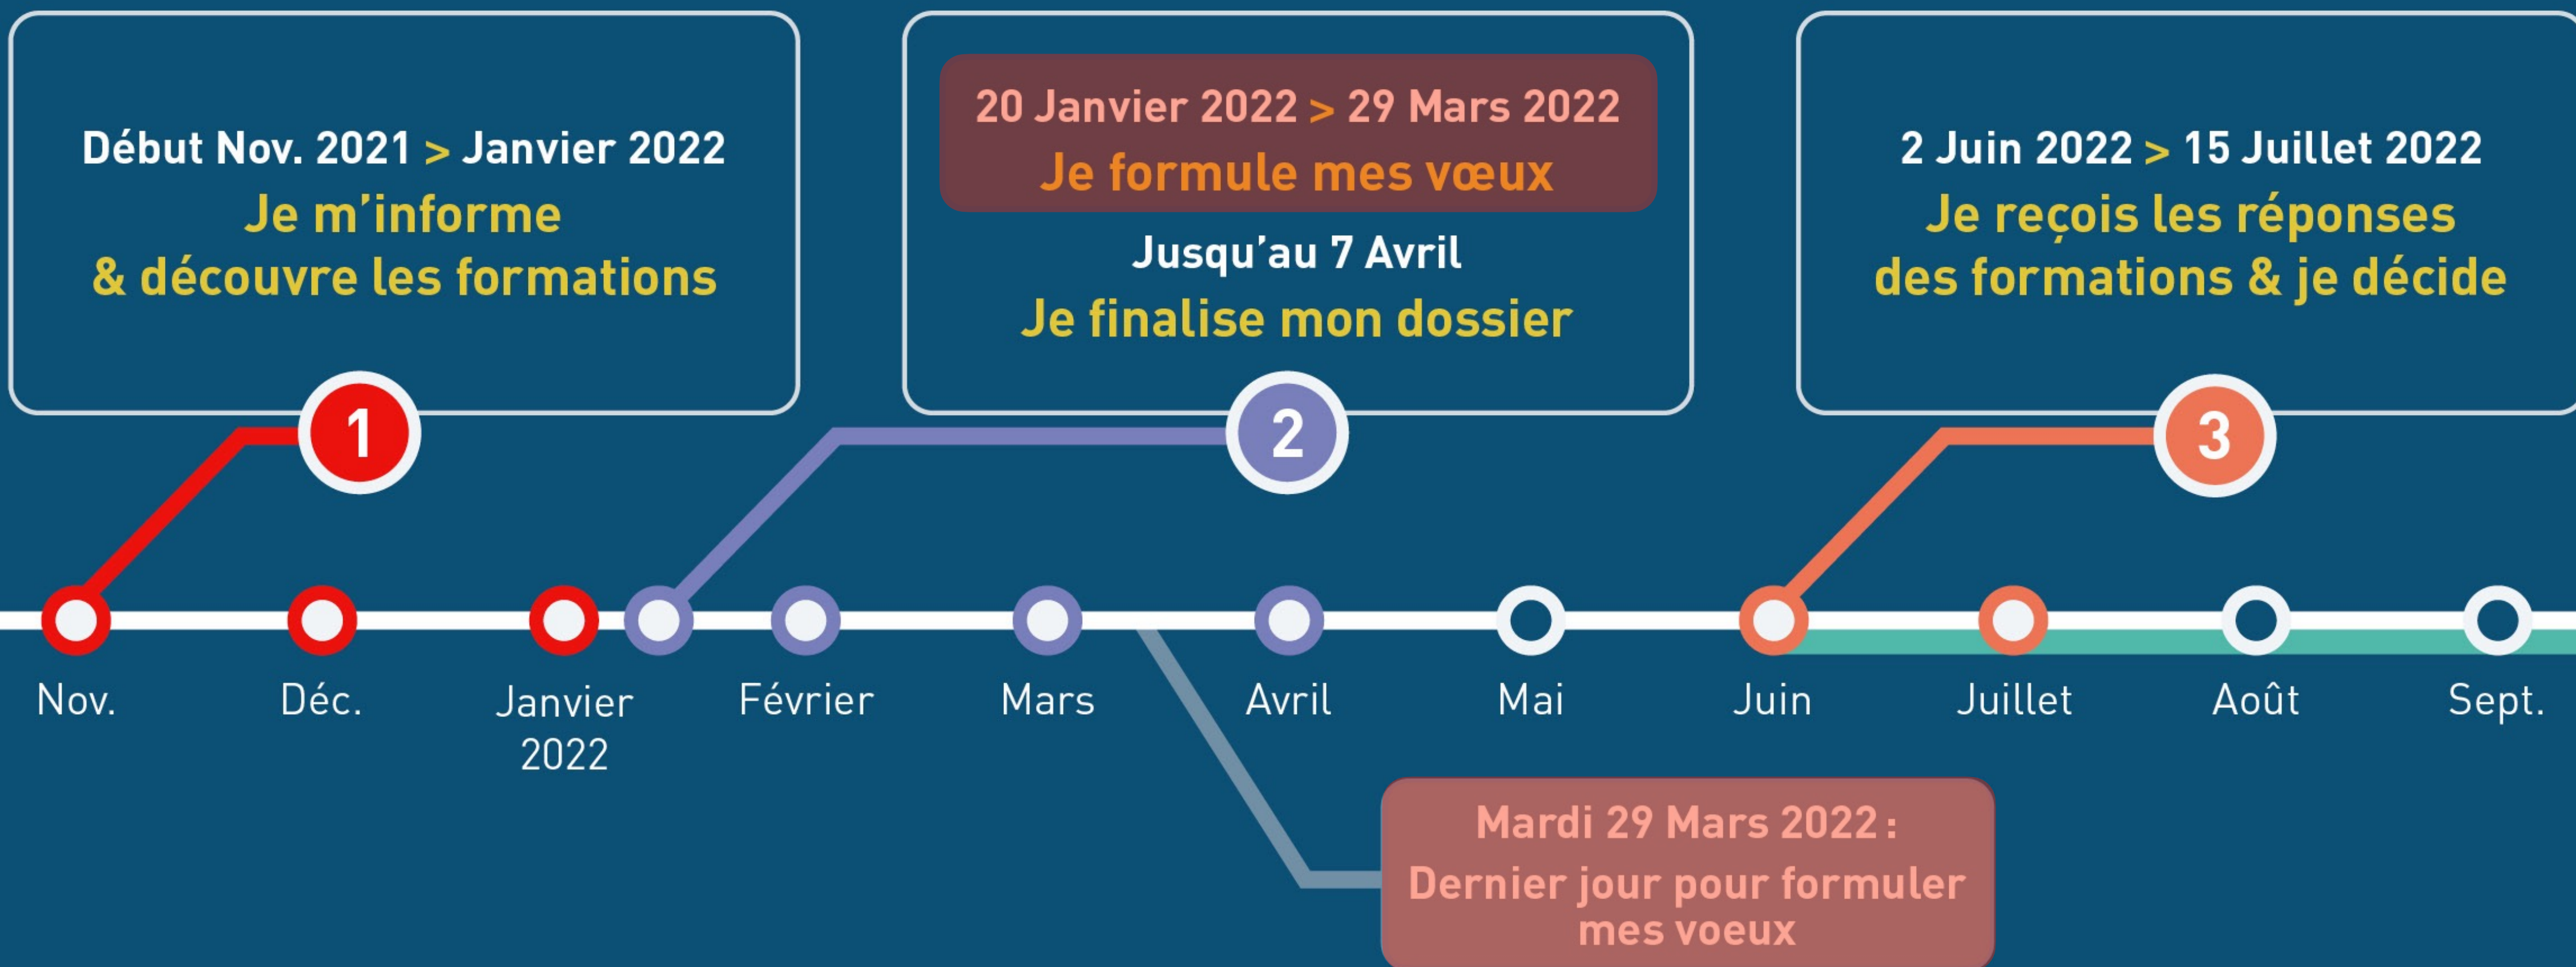 Début Nov. 2021 > Janvier 2022
Je m'informe
& découvre les formations
1
20 Janvier 2022 > 29 Mars 2022
Je formule mes vœux
Jusqu'au 7 Avril
Je finalise mon dossier
2
2 Juin 2022 > 15 Juillet 2022
Je reçois les réponses
des formations & je décide
3
Nov.
Déc.
Janvier
2022
Février
Mars
Avril
Mai
Juin
Juillet
Août
Sept.
Mardi 29 Mars 2022 :
Dernier jour pour formuler
mes voeux